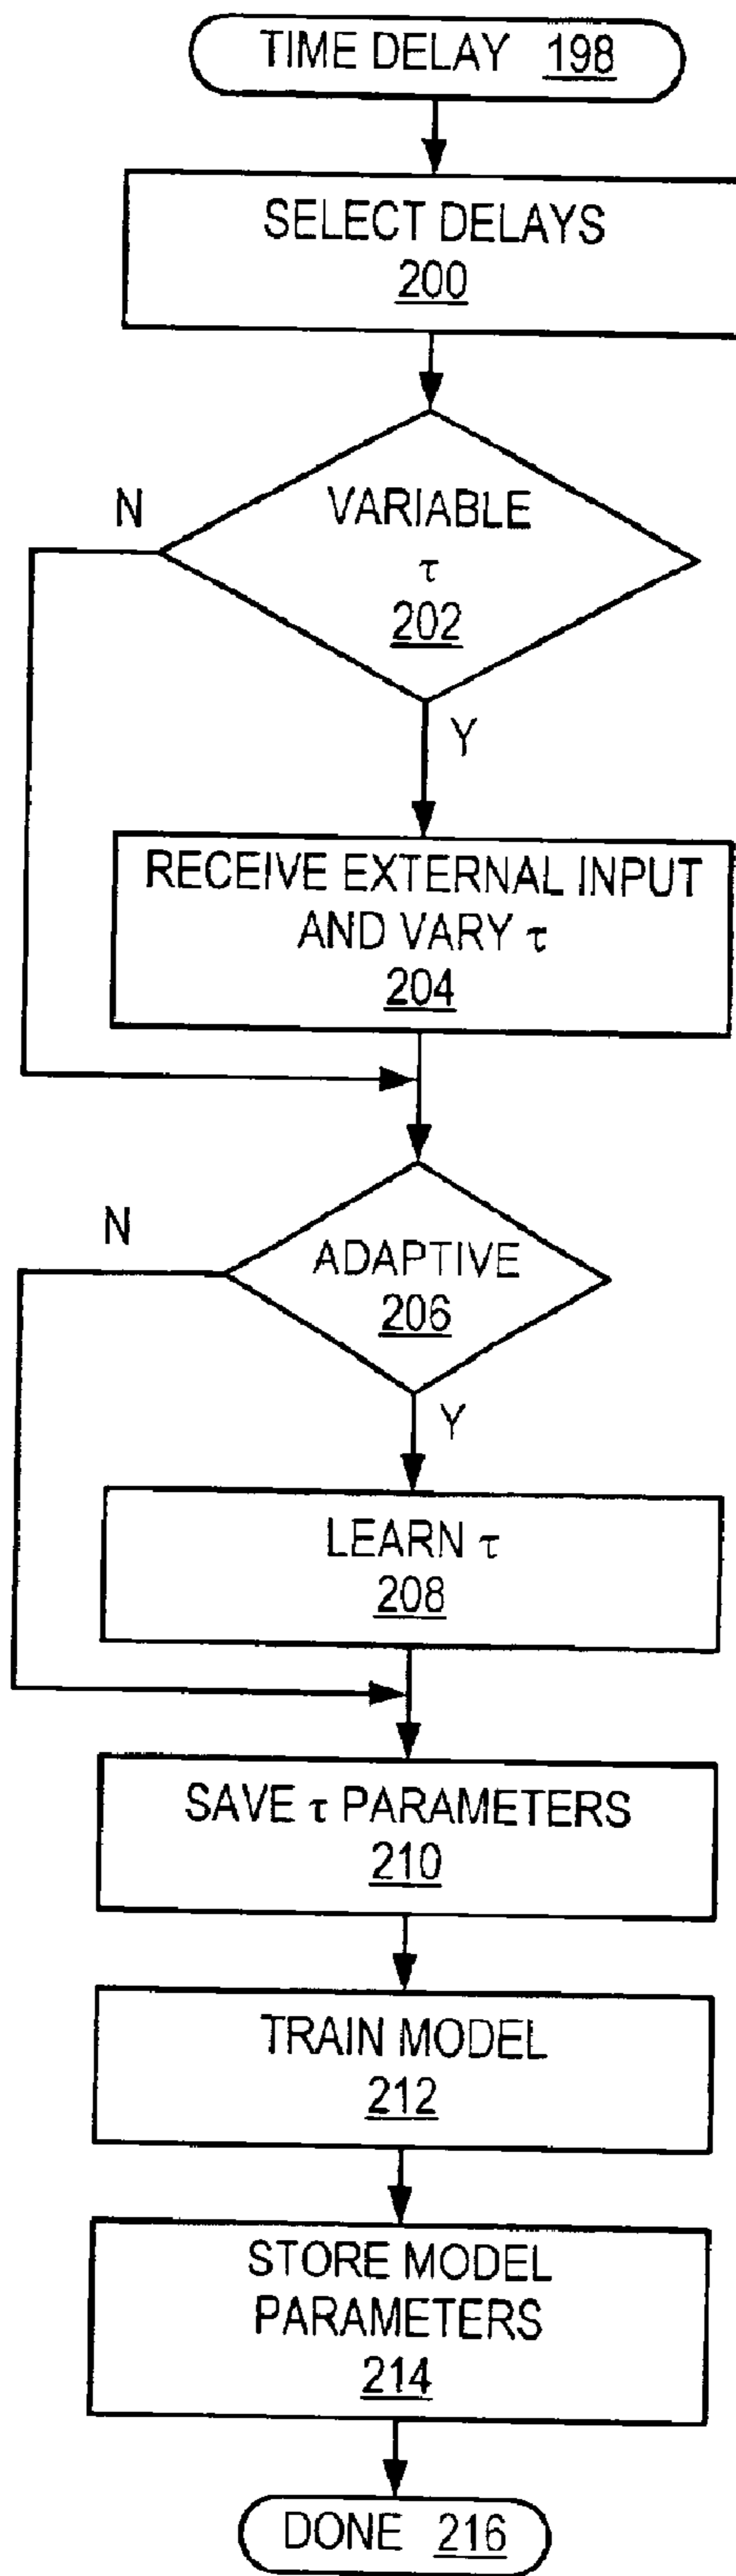 TIME DELAY 198
SELECT DELAYS
200
N
VARIABLE
τ
202
Y
RECEIVE EXTERNAL INPUT
AND VARY τ
204
N
ADAPTIVE
206
Y
LEARN τ
208
SAVE τ PARAMETERS
210
TRAIN MODEL
212
STORE MODEL
PARAMETERS
214
DONE 216